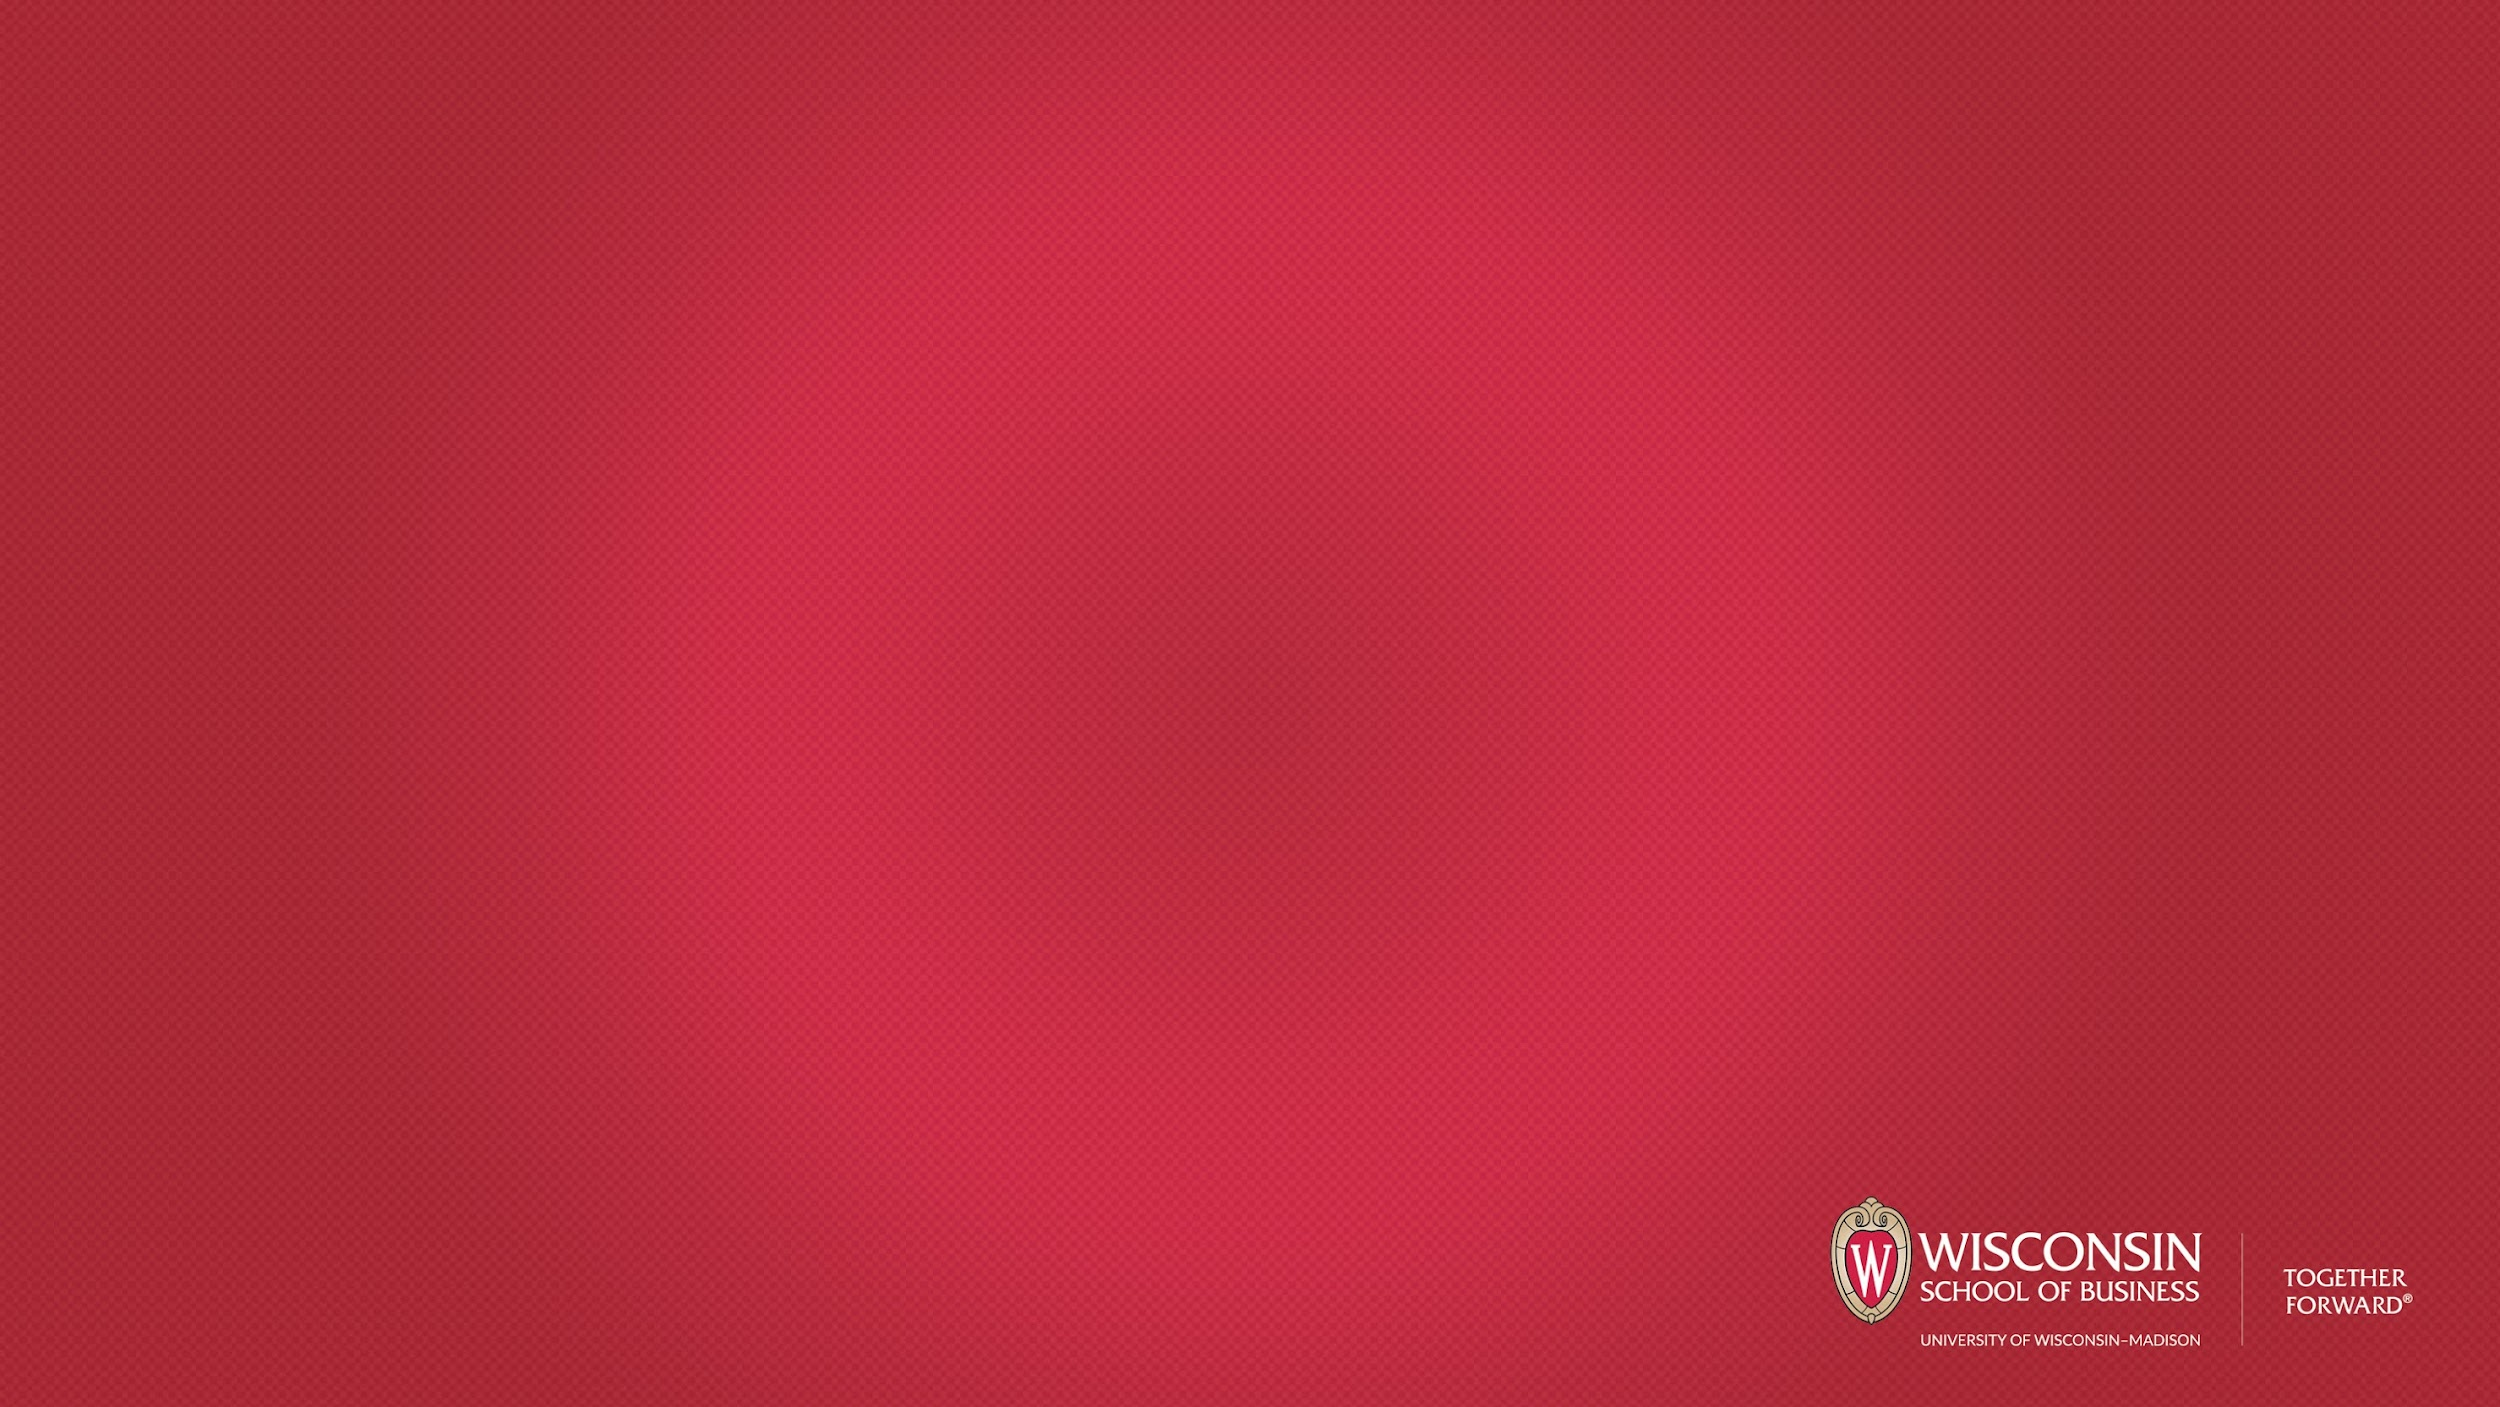 W
WISCONSIN
SCHOOL OF BUSINESS
UNIVERSITY OF WISCONSIN–MADISON
TOGETHER
FORWARD®